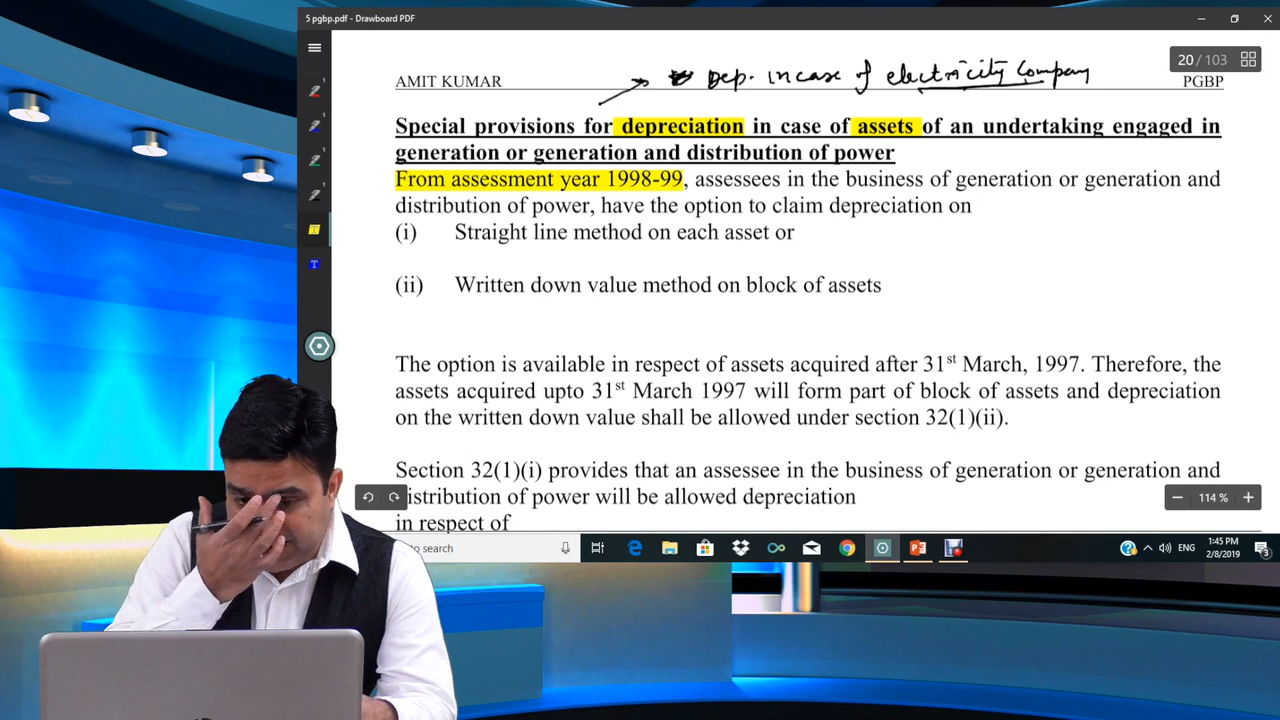 5 pgbp.pdf - Drawboard PDF
20 / 103
AMIT KUMAR
Dep. in case of electricity Company
PGBP
Special provisions for depreciation in case of assets of an undertaking engaged in
generation or generation and distribution of power
From assessment year 1998-99, assessees in the business of generation or generation and
distribution of power, have the option to claim depreciation on
(i) Straight line method on each asset or
(ii) Written down value method on block of assets
The option is available in respect of assets acquired after 31st March, 1997. Therefore, the
assets acquired upto 31st March 1997 will form part of block of assets and depreciation
on the written down value shall be allowed under section 32(1)(ii).
Section 32(1)(i) provides that an assessee in the business of generation or generation and
istribution of power will be allowed depreciation
114 %
in respect of
to search
ENG
1:45 PM
2/8/2019
3